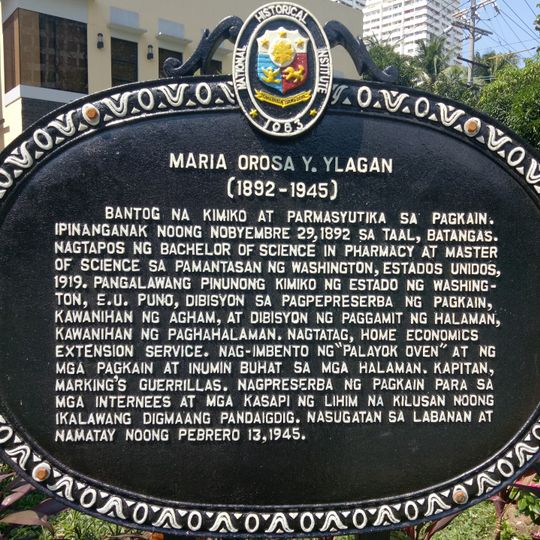 NATIONAL HISTORICAL INSTITUTE
1983
MARIA OROSA Y. YLAGAN
(1892-1945)
BANTOG NA KIMIKO AT PARMASYUTIKA SA PAGKAIN.
IPINANGANAK NOONG NOBYEMBRE 29, 1892 SA TAAL, BATANGAS.
NAGTAPOS NG BACHELOR OF SCIENCE IN PHARMACY AT MASTER
OF SCIENCE SA PAMANTASAN NG WASHINGTON, ESTADOS UNIDOS,
1919. PANGALAWANG PINUNONG KIMIKO NG ESTADO NG WASHING-
TON, E.U. PUNO, DIBISYON SA PAGPEPRESERBA NG PAGKAIN,
KAWANIHAN NG AGHAM, AT DIBISYON NG PAGGAMIT NG HALAMAN,
KAWANIHAN NG PAGHAHALAMAN. NAGTATAG, HOME ECONOMICS
EXTENSION SERVICE. NAG-IMBENTO NG "PALAYOK OVEN" AT NG
MGA PAGKAIN AT INUMIN BUHAT SA MGA HALAMAN. KAPITAN,
MARKING'S GUERRILLAS. NAGPRESERBA NG PAGKAIN PARA SA
MGA INTERNEES AT MGA KASAPI NG LIHIM NA KILUSAN NOONG
IKALAWANG DIGMAANG PANDAIGDIG. NASUGATAN SA LABANAN AT
NAMATAY NOONG PEBRERO 13, 1945.